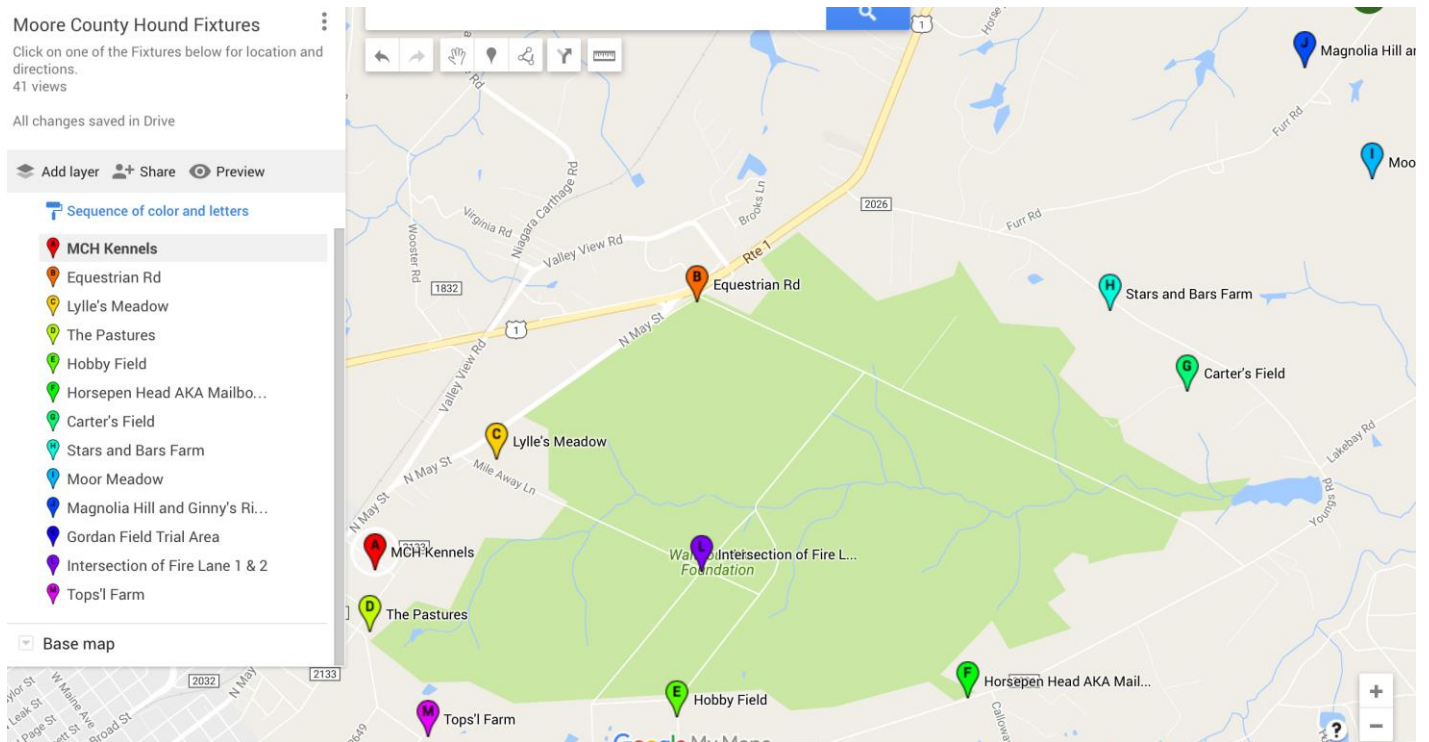 Moore County Hound Fixtures
Click on one of the Fixtures below for location and
directions.
41 views
All changes saved in Drive
Add layer Share Preview
Sequence of color and letters
A MCH Kennels
B Equestrian Rd
C Lylle's Meadow
D The Pastures
E Hobby Field
F Horsepen Head AKA Mailbo...
G Carter's Field
H Stars and Bars Farm
I Moor Meadow
J Magnolia Hill and Ginny's Ri...
Gordan Field Trial Area
L Intersection of Fire Lane 1 & 2
M Tops'l Farm
Base map
1
J Magnolia Hill ar
Furr Rd
I Moo
Niagara Carthage Rd
Brooks Ln
2026
Virginia Rd
Furr Rd
Wooster Rd
Valley View Rd
Rte 1
1832
B Equestrian Rd
H Stars and Bars Farm
1
N May St
Valley View Rd
G Carter's Field
C Lylle's Meadow
Lakebay Rd
N May St
Mile Away Ln
Youngs Rd
N May St
A MCH Kennels
2133
L Intersection of Fire L...
Foundation
D The Pastures
2032
N May
2133
F Horsepen Head AKA Mail...
E Hobby Field
M Tops'l Farm
W Maine Ave
Leak St
Page St
Broad St
Google My Maps
+
−
?